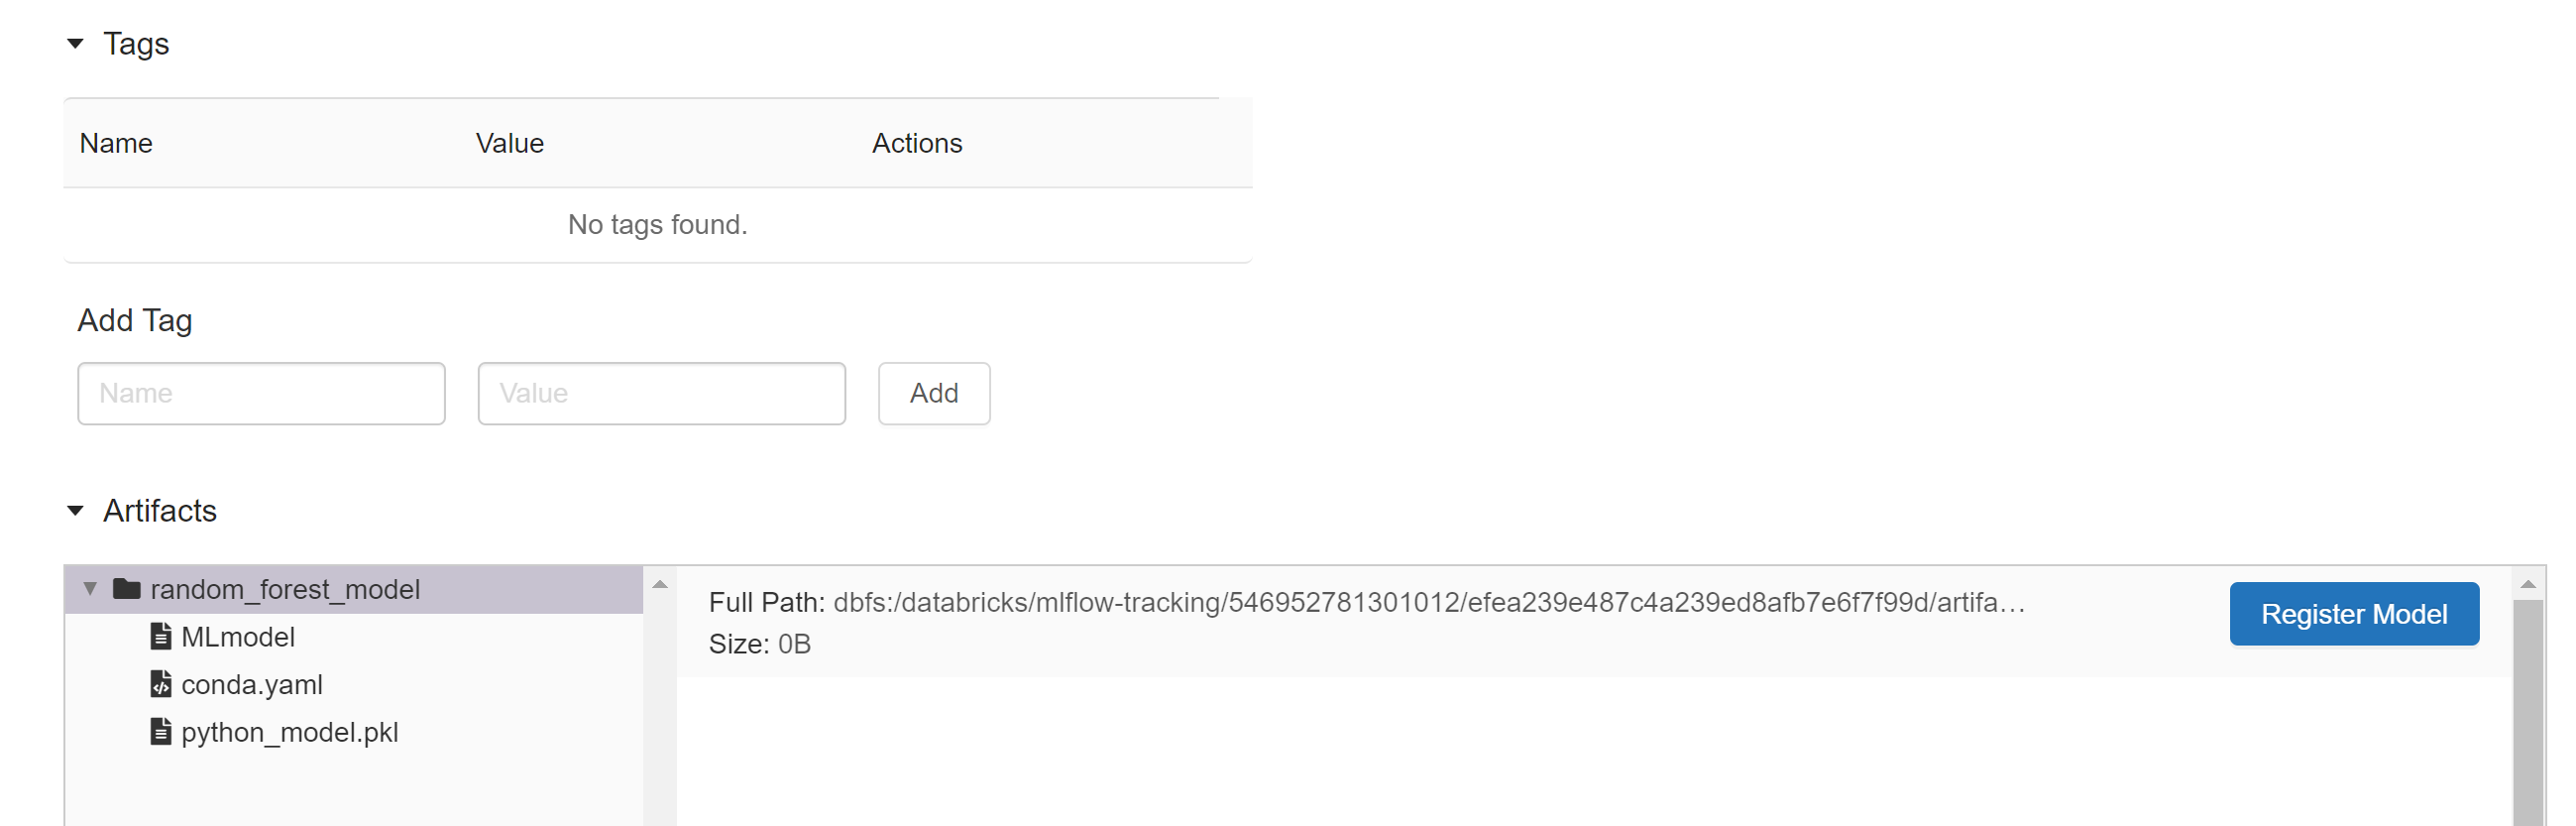 Tags
Name Value Actions
No tags found.
Add Tag
Name Value Add
Artifacts
random_forest_model
MLmodel
conda.yaml
python_model.pkl
Full Path: dbfs:/databricks/mlflow-tracking/546952781301012/efea239e487c4a239ed8afb7e6f7f99d/artifa…
Size: 0B
Register Model